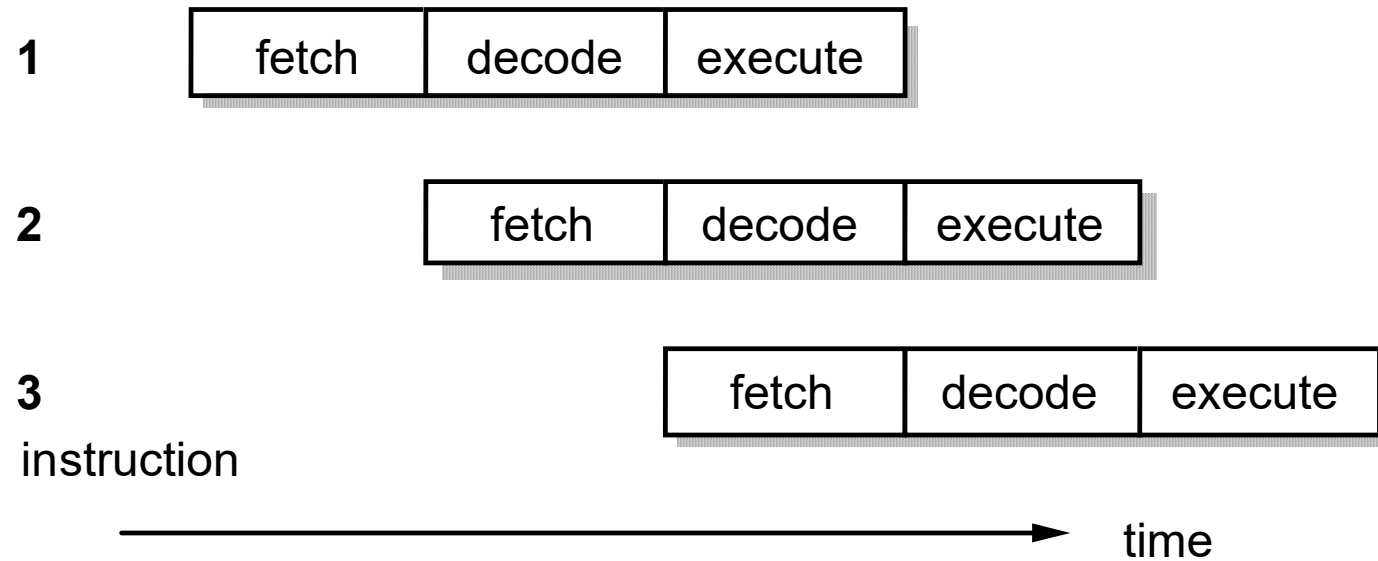 1 fetch decode execute
2 fetch decode execute
3 fetch decode execute
instruction
time